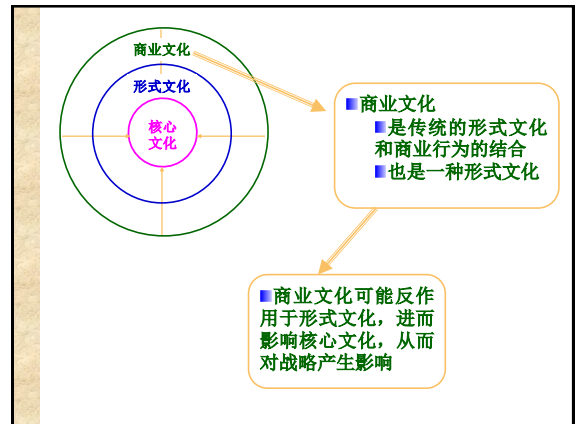 商业文化
形式文化
核心
文化
商业文化
是传统的形式文化
和商业行为的结合
也是一种形式文化
商业文化可能反作
用于形式文化，进而
影响核心文化，从而
对战略产生影响